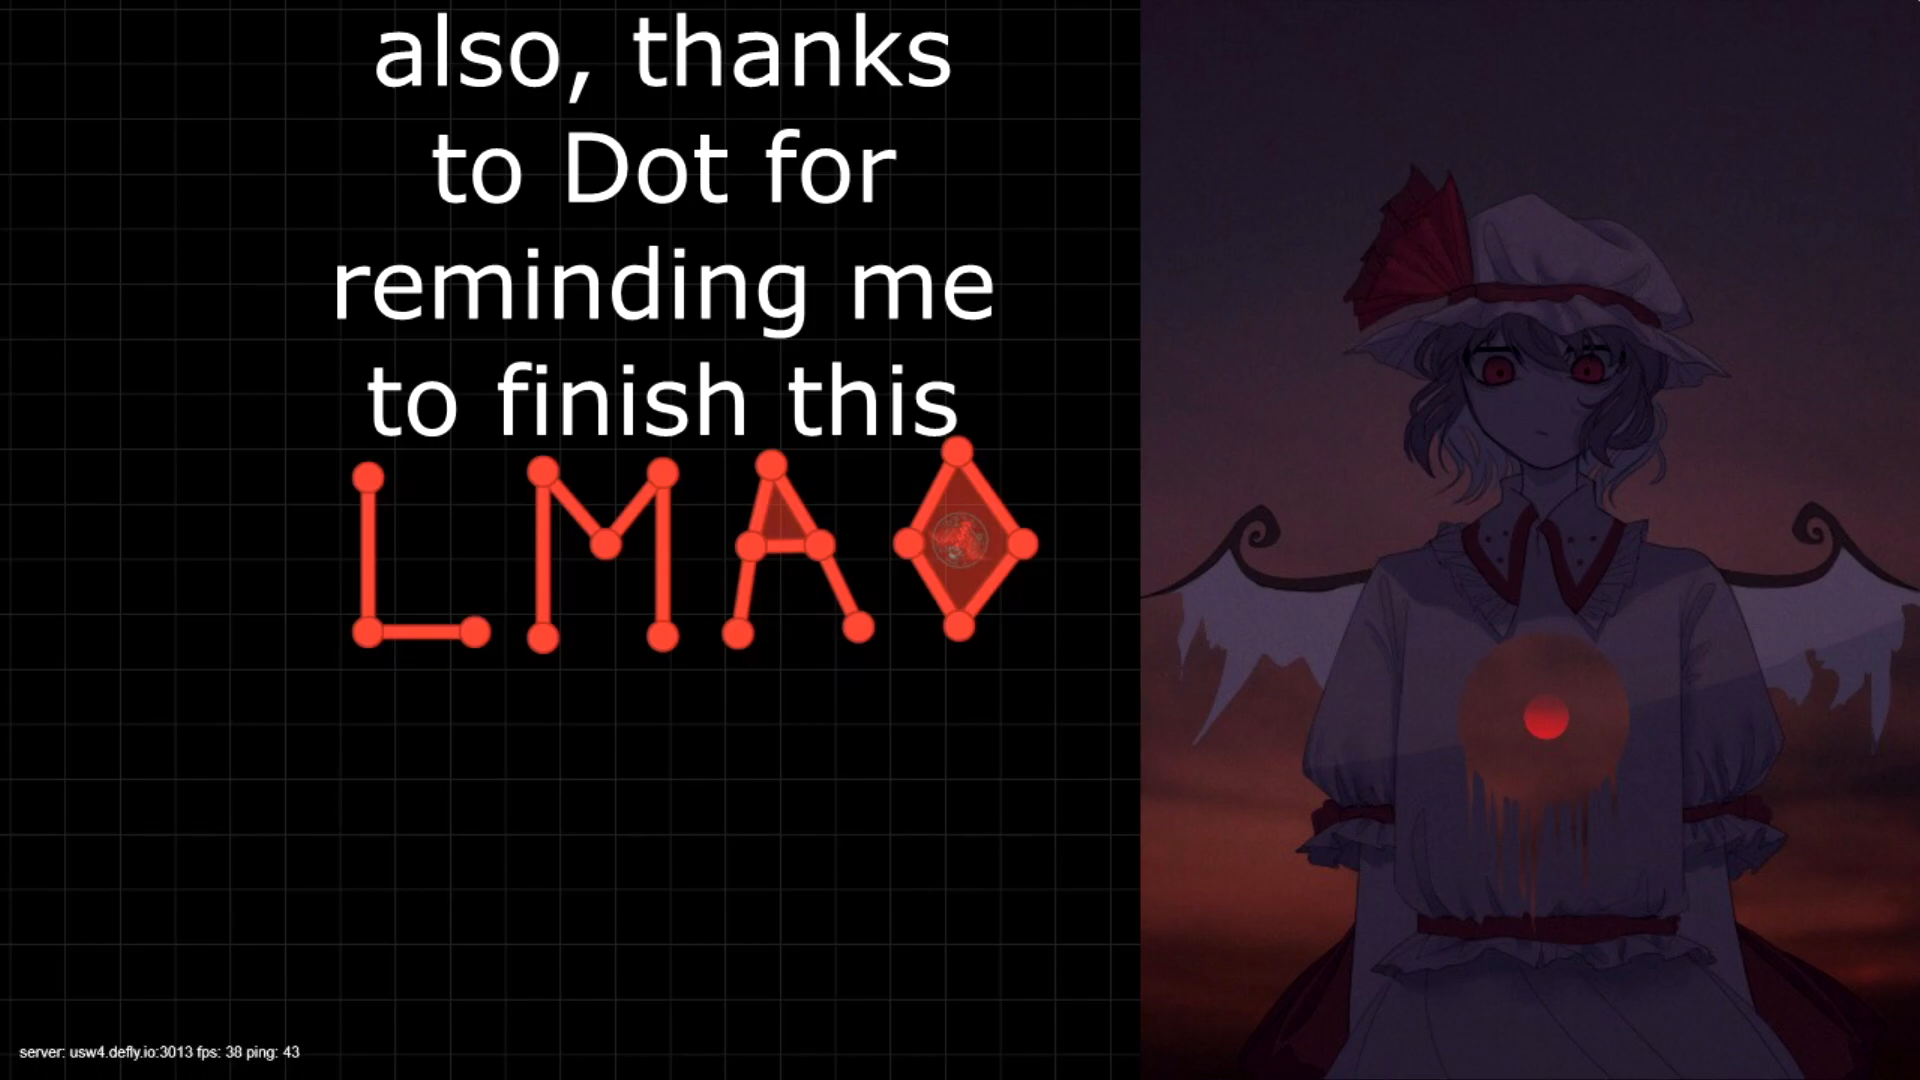 also, thanks
to Dot for
reminding me
to finish this
LMAO
server: usw4.defly.io:3013 fps: 38 ping: 43